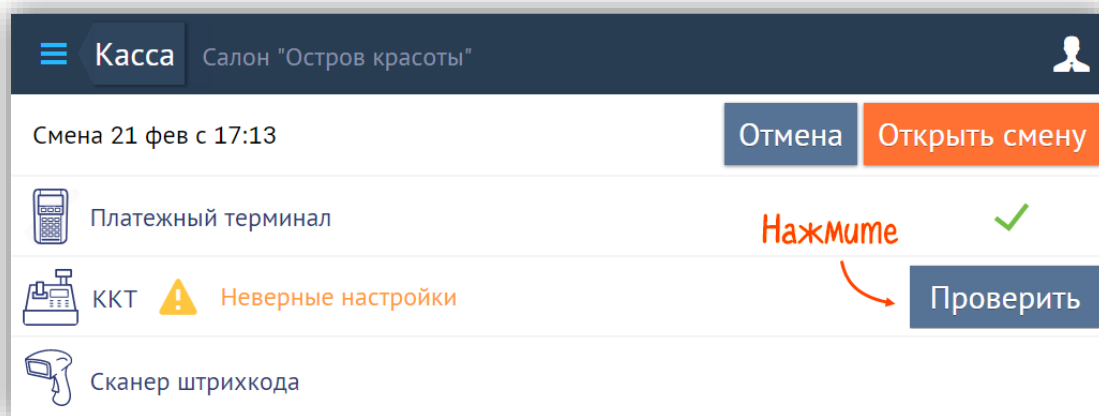 Касса Салон "Остров красоты"
Смена 21 фев с 17:13 Отмена Открыть смену
Платежный терминал
Нажмите
ККТ Неверные настройки Проверить
Сканер штрихкода